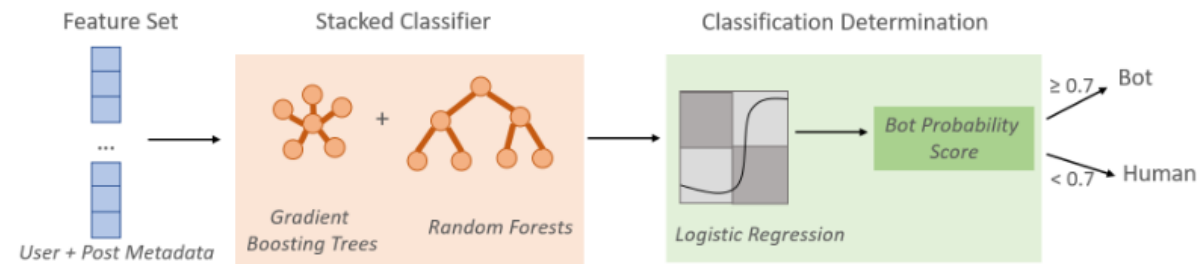 Feature Set
Stacked Classifier
Classification Determination
...
User + Post Metadata
+
Gradient
Boosting Trees
Random Forests
Logistic Regression
Bot Probability
Score
≥ 0.7
Bot
< 0.7
Human